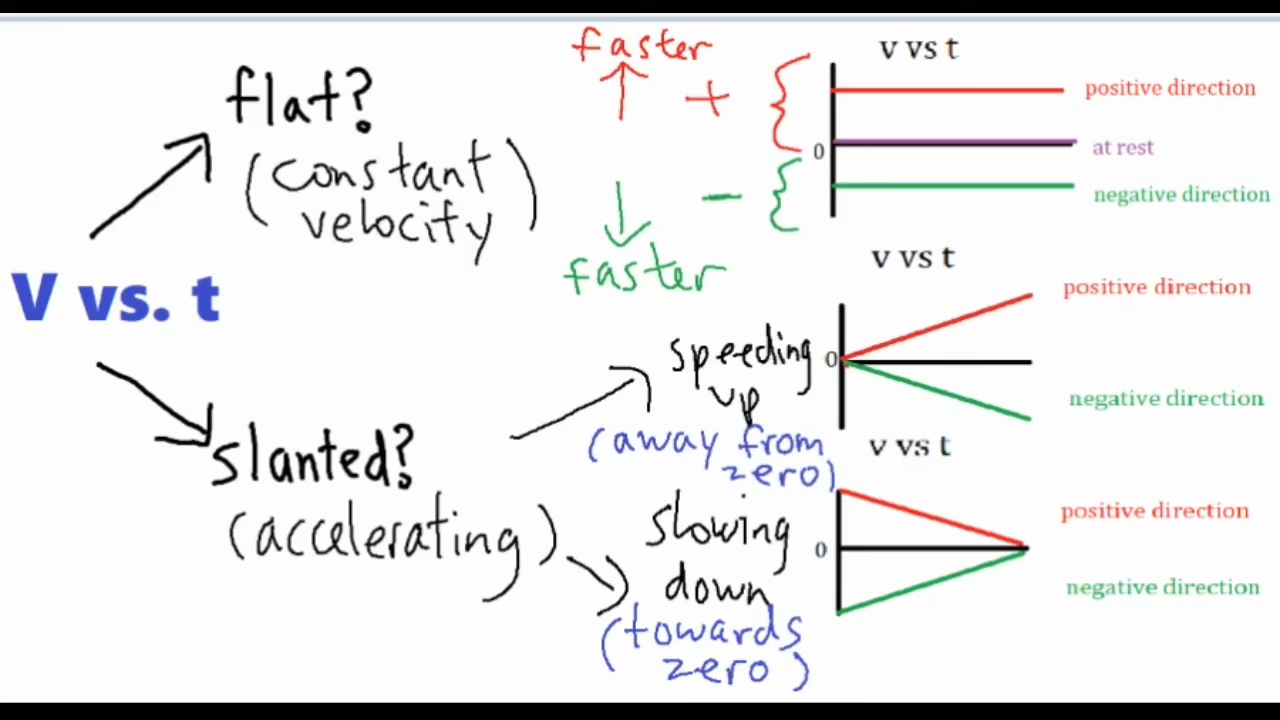 V vs. t
flat?
(constant
velocity)
faster
+
-
faster
v vs t
positive direction
0
at rest
negative direction
slanted?
(accelerating)
speeding
up
(away from
zero)
v vs t
positive direction
0
negative direction
slowing
down
(towards
zero)
v vs t
positive direction
0
negative direction